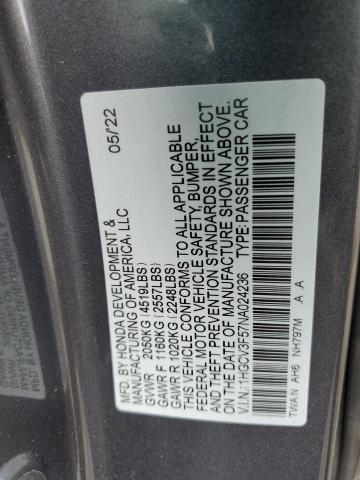 05/22
MFD. BY HONDA DEVELOPMENT &
MANUFACTURING OF AMERICA, LLC
GVWR 2050KG (4519LBS)
GAWR F 1160KG (2557LBS)
GAWR R 1020KG (2248LBS)
THIS VEHICLE CONFORMS TO ALL APPLICABLE
FEDERAL MOTOR VEHICLE SAFETY, BUMPER,
AND THEFT PREVENTION STANDARDS IN EFFECT
ON THE DATE OF MANUFACTURE SHOWN ABOVE.
V.I.N.: 1HGCV3F57NA024236 TYPE: PASSENGER CAR
TWAN AH6 NH797M A A